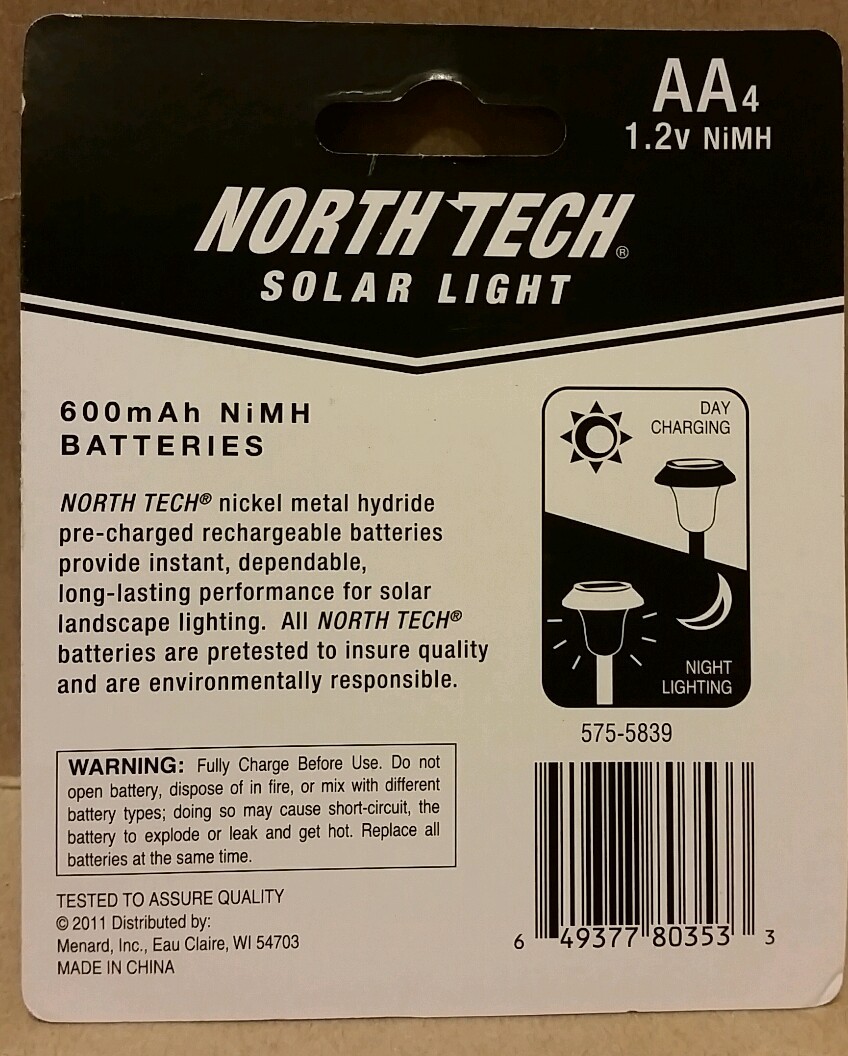 AA4
1.2v NiMH
NORTH TECH®
SOLAR LIGHT
600mAh NiMH
BATTERIES
NORTH TECH® nickel metal hydride
pre-charged rechargeable batteries
provide instant, dependable,
long-lasting performance for solar
landscape lighting. All NORTH TECH®
batteries are pretested to insure quality
and are environmentally responsible.
DAY
CHARGING
NIGHT
LIGHTING
575-5839
WARNING: Fully Charge Before Use. Do not
open battery, dispose of in fire, or mix with different
battery types; doing so may cause short-circuit, the
battery to explode or leak and get hot. Replace all
batteries at the same time.
TESTED TO ASSURE QUALITY
© 2011 Distributed by:
Menard, Inc., Eau Claire, WI 54703
MADE IN CHINA
6 49377 80353 3